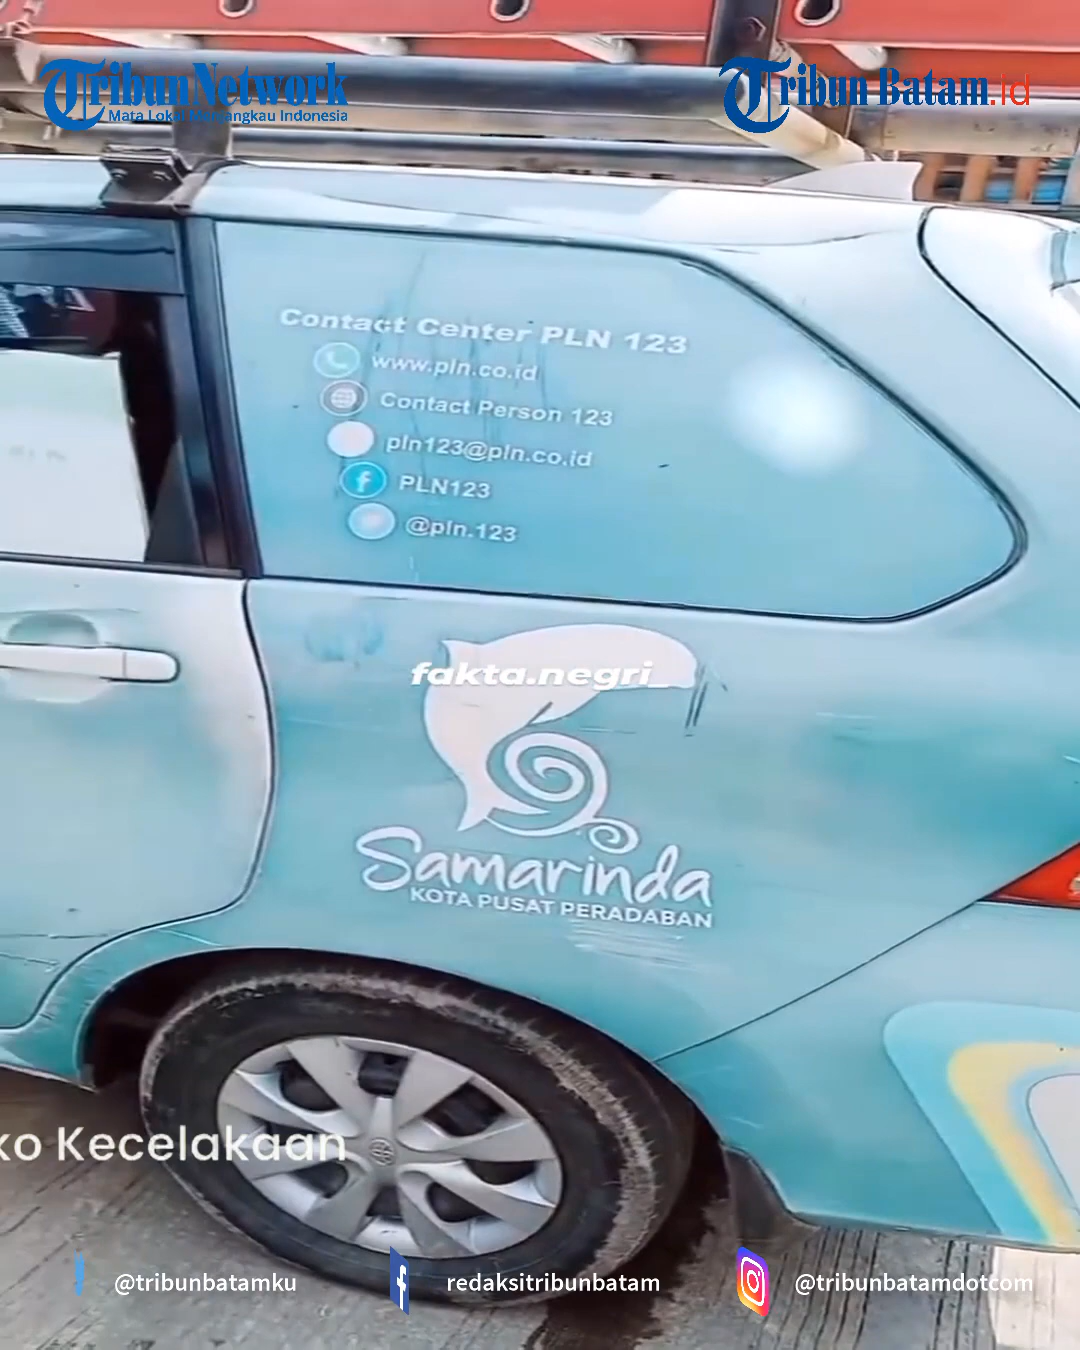 Tribun Network
Mata Lokal Menjangkau Indonesia
Tribun Batam.id
Contact Center PLN 123
www.pln.co.id
Contact Person 123
pln123@pln.co.id
f PLN123
@pln.123
fakta.negri_
Samarinda
KOTA PUSAT PERADABAN
ko Kecelakaan
@tribunbatamku
f redaksitribunbatam
@tribunbatamdotcom